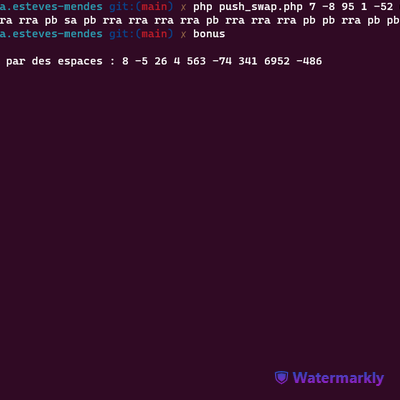 a.esteves-mendes git:(main) ✗ php push_swap.php 7 -8 95 1 -52
ra rra pb sa pb rra rra rra rra pb rra rra rra pb pb rra pb pb
a.esteves-mendes git:(main) ✗ bonus
par des espaces : 8 -5 26 4 563 -74 341 6952 -486
Watermarkly